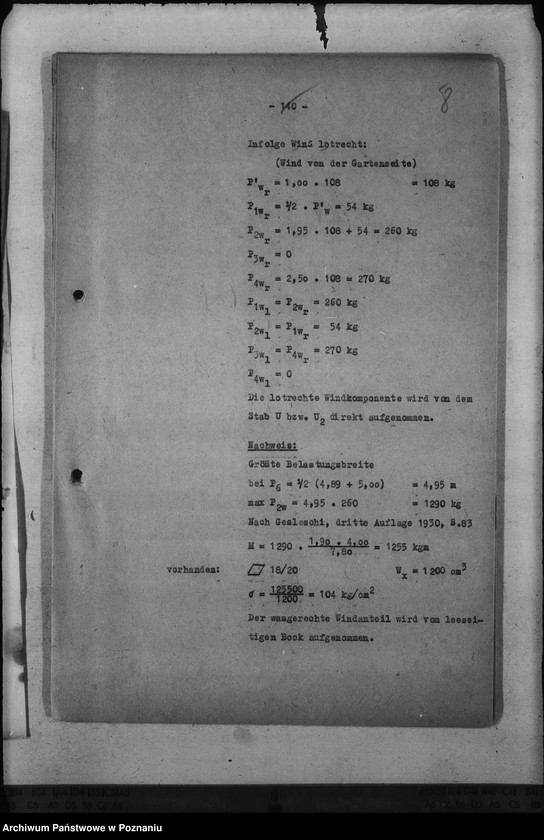 - 140 -
8
Infolge Wind lotrecht:
(Wind von der Gartenseite)
P'wr = 1,00 . 108 = 108 kg
P1wr = 1/2 . P'w = 54 kg
P2wr = 1,95 . 108 + 54 = 260 kg
P3wr = 0
P4wr = 2,50 . 108 = 270 kg
P1wl = P2wr = 260 kg
P2wl = P1wr = 54 kg
P3wl = P4wr = 270 kg
P4wl = 0
Die lotrechte Windkomponente wird von dem
Stab U bzw. U2 direkt aufgenommen.
Nachweis:
Größte Belastungsbreite
bei P6 = 1/2 (4,89 + 5,00) = 4,95 m
max P2w = 4,95 . 260 = 1290 kg
Nach Gesleschi, dritte Auflage 1930, S.83
M = 1290 . 1,90 . 4,00 / 7,80 = 1255 kgm
vorhanden: 18/20 Wx = 1200 cm3
σ = 125500 / 1200 = 104 kg/cm2
Der waagerechte Windanteil wird vom leesei-
tigen Bock aufgenommen.
Archiwum Państwowe w Poznaniu